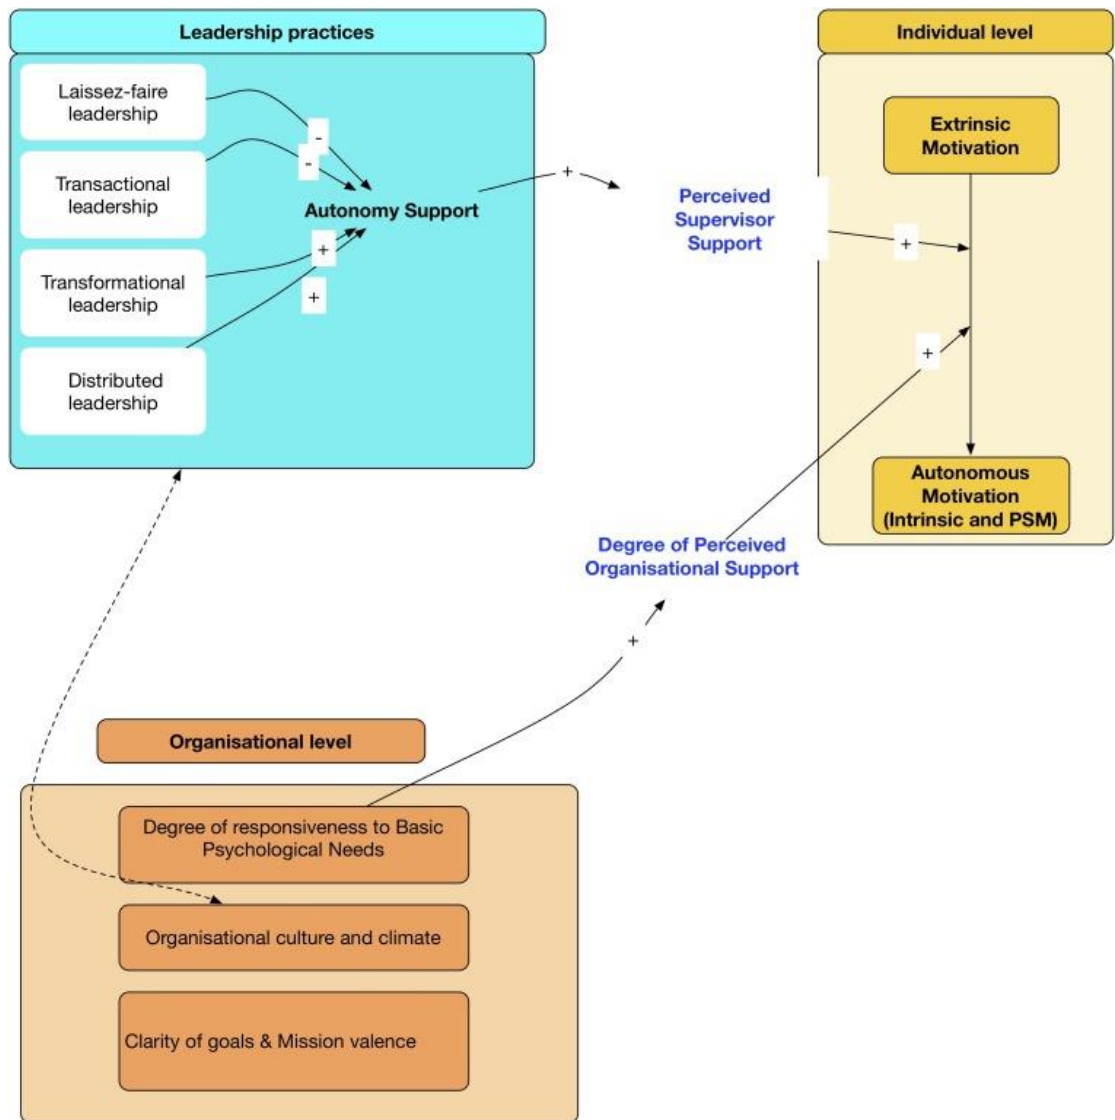 Leadership practices
Individual level
Laissez-faire
leadership
Extrinsic
Motivation
-
-
Transactional
leadership
+
Perceived
Supervisor
Support
Autonomy Support
+
+
Transformational
leadership
+
Distributed
leadership
+
Autonomous
Motivation
(Intrinsic and PSM)
Degree of Perceived
Organisational Support
+
Organisational level
Degree of responsiveness to Basic
Psychological Needs
Organisational culture and climate
Clarity of goals & Mission valence